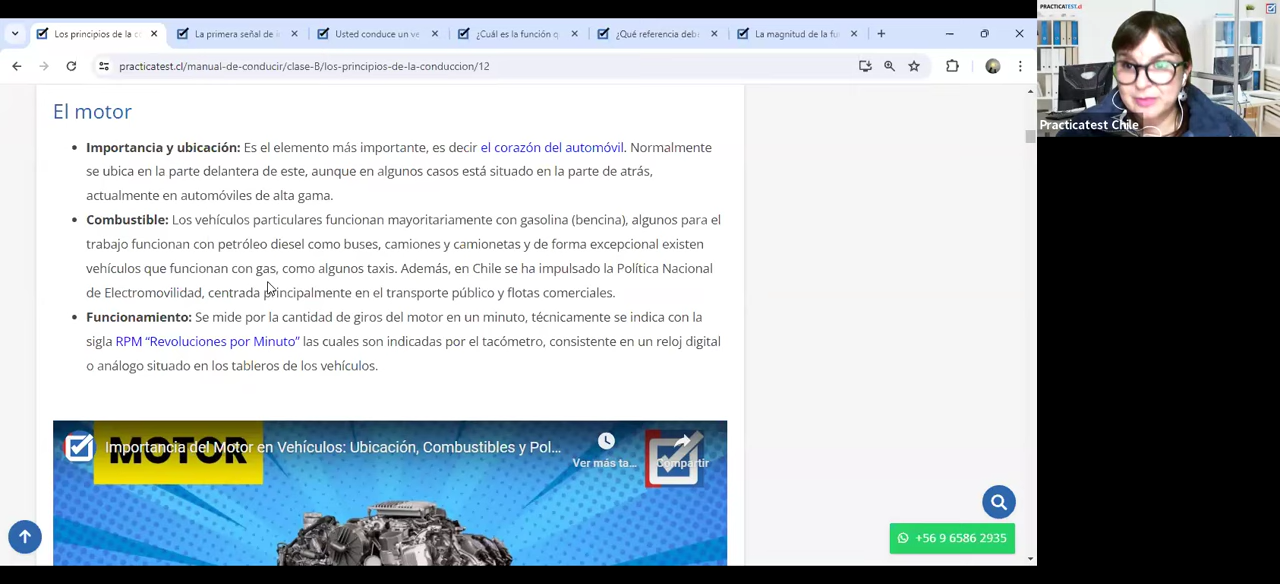 Los principios de la c
La primera señal de i
Usted conduce un ve
¿Cuál es la función q
¿Qué referencia deb
La magnitud de la fu
practicatest.cl/manual-de-conducir/clase-B/los-principios-de-la-conduccion/12
PRACTICATEST.cl
Practicatest Chile
El motor
Importancia y ubicación: Es el elemento más importante, es decir el corazón del automóvil. Normalmente
se ubica en la parte delantera de este, aunque en algunos casos está situado en la parte de atrás,
actualmente en automóviles de alta gama.
Combustible: Los vehículos particulares funcionan mayoritariamente con gasolina (bencina), algunos para el
trabajo funcionan con petróleo diesel como buses, camiones y camionetas y de forma excepcional existen
vehículos que funcionan con gas, como algunos taxis. Además, en Chile se ha impulsado la Política Nacional
de Electromovilidad, centrada principalmente en el transporte público y flotas comerciales.
Funcionamiento: Se mide por la cantidad de giros del motor en un minuto, técnicamente se indica con la
sigla RPM “Revoluciones por Minuto” las cuales son indicadas por el tacómetro, consistente en un reloj digital
o análogo situado en los tableros de los vehículos.
MOTOR
Importancia del Motor en Vehículos: Ubicación, Combustibles y Pol...
Ver más ta...
Compartir
+56 9 6586 2935